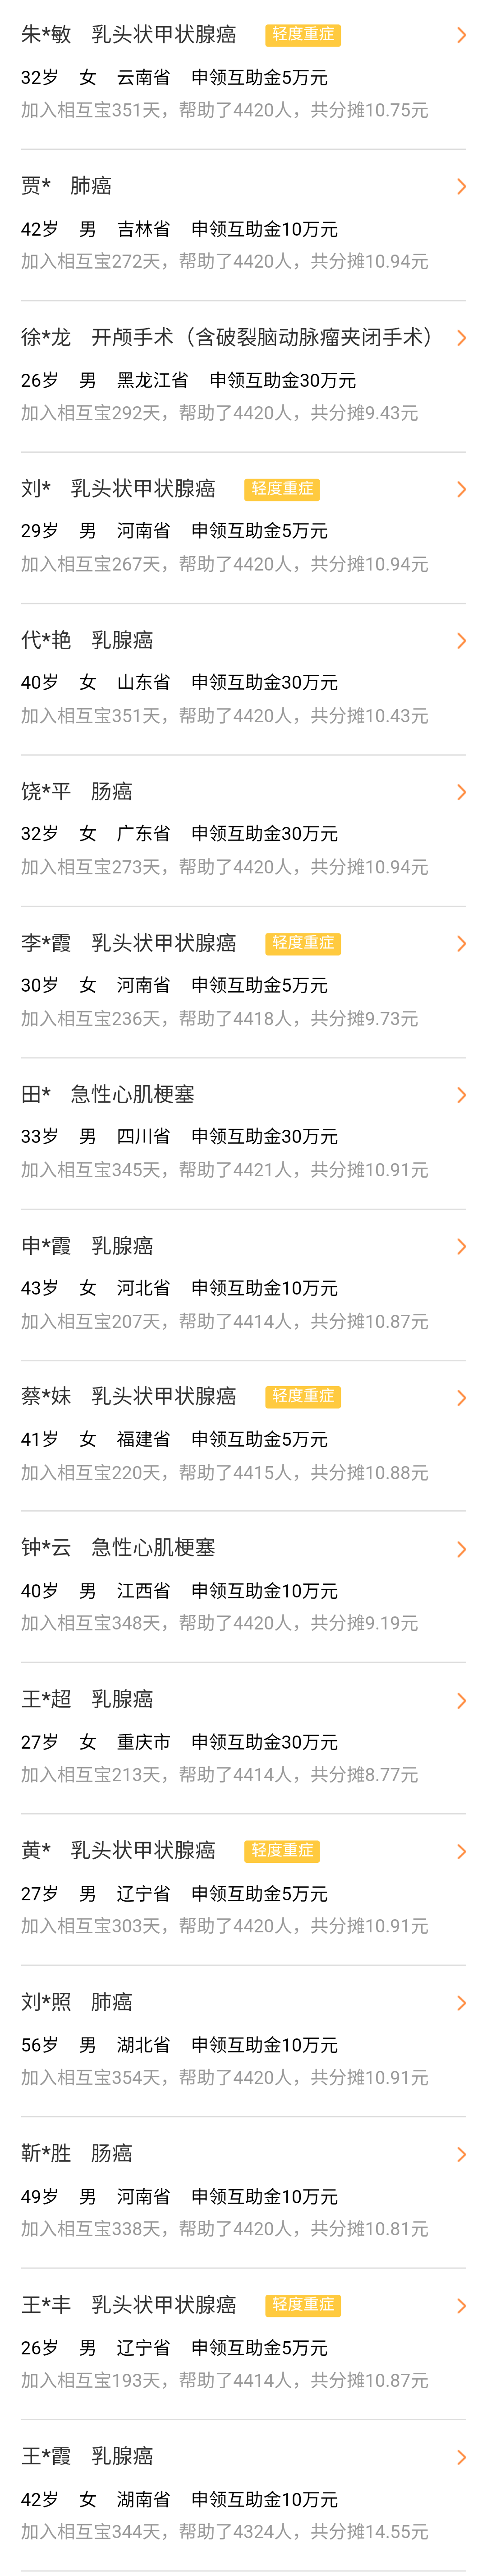 朱*敏 乳头状甲状腺癌 轻度重症
32岁 女 云南省 申领互助金5万元
加入相互宝351天，帮助了4420人，共分摊10.75元
贾* 肺癌
42岁 男 吉林省 申领互助金10万元
加入相互宝272天，帮助了4420人，共分摊10.94元
徐*龙 开颅手术（含破裂脑动脉瘤夹闭手术）
26岁 男 黑龙江省 申领互助金30万元
加入相互宝292天，帮助了4420人，共分摊9.43元
刘* 乳头状甲状腺癌 轻度重症
29岁 男 河南省 申领互助金5万元
加入相互宝267天，帮助了4420人，共分摊10.94元
代*艳 乳腺癌
40岁 女 山东省 申领互助金30万元
加入相互宝351天，帮助了4420人，共分摊10.43元
饶*平 肠癌
32岁 女 广东省 申领互助金30万元
加入相互宝273天，帮助了4420人，共分摊10.94元
李*霞 乳头状甲状腺癌 轻度重症
30岁 女 河南省 申领互助金5万元
加入相互宝236天，帮助了4418人，共分摊9.73元
田* 急性心肌梗塞
33岁 男 四川省 申领互助金30万元
加入相互宝345天，帮助了4421人，共分摊10.91元
申*霞 乳腺癌
43岁 女 河北省 申领互助金10万元
加入相互宝207天，帮助了4414人，共分摊10.87元
蔡*妹 乳头状甲状腺癌 轻度重症
41岁 女 福建省 申领互助金5万元
加入相互宝220天，帮助了4415人，共分摊10.88元
钟*云 急性心肌梗塞
40岁 男 江西省 申领互助金10万元
加入相互宝348天，帮助了4420人，共分摊9.19元
王*超 乳腺癌
27岁 女 重庆市 申领互助金30万元
加入相互宝213天，帮助了4414人，共分摊8.77元
黄* 乳头状甲状腺癌 轻度重症
27岁 男 辽宁省 申领互助金5万元
加入相互宝303天，帮助了4420人，共分摊10.91元
刘*照 肺癌
56岁 男 湖北省 申领互助金10万元
加入相互宝354天，帮助了4420人，共分摊10.91元
靳*胜 肠癌
49岁 男 河南省 申领互助金10万元
加入相互宝338天，帮助了4420人，共分摊10.81元
王*丰 乳头状甲状腺癌 轻度重症
26岁 男 辽宁省 申领互助金5万元
加入相互宝193天，帮助了4414人，共分摊10.87元
王*霞 乳腺癌
42岁 女 湖南省 申领互助金10万元
加入相互宝344天，帮助了4324人，共分摊14.55元